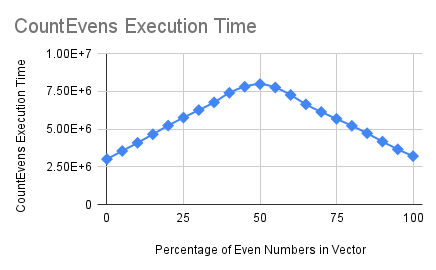 CountEvens Execution Time
CountEvens Execution Time
1.00E+7
7.50E+6
5.00E+6
2.50E+6
0
0 25 50 75 100
Percentage of Even Numbers in Vector